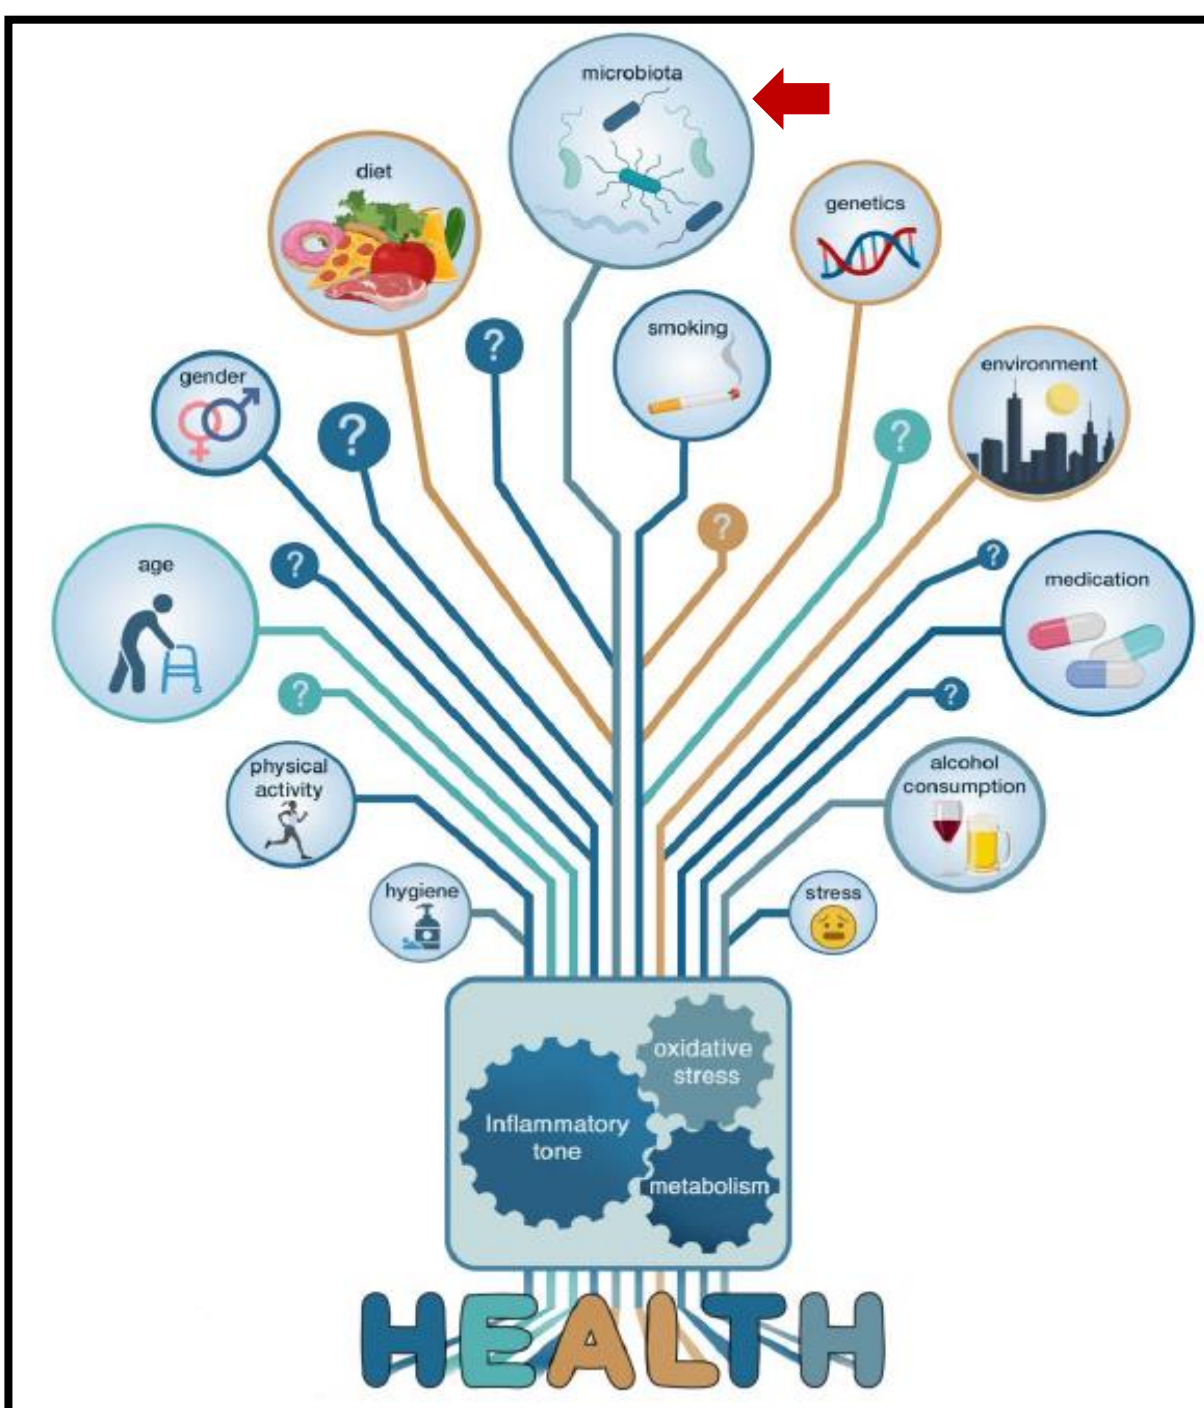 microbiota
diet
genetics
?
smoking
gender
environment
?
?
?
age
?
?
medication
?
?
physical
activity
alcohol
consumption
hygiene
stress
oxidative
stress
Inflammatory
tone
metabolism
HEALTH